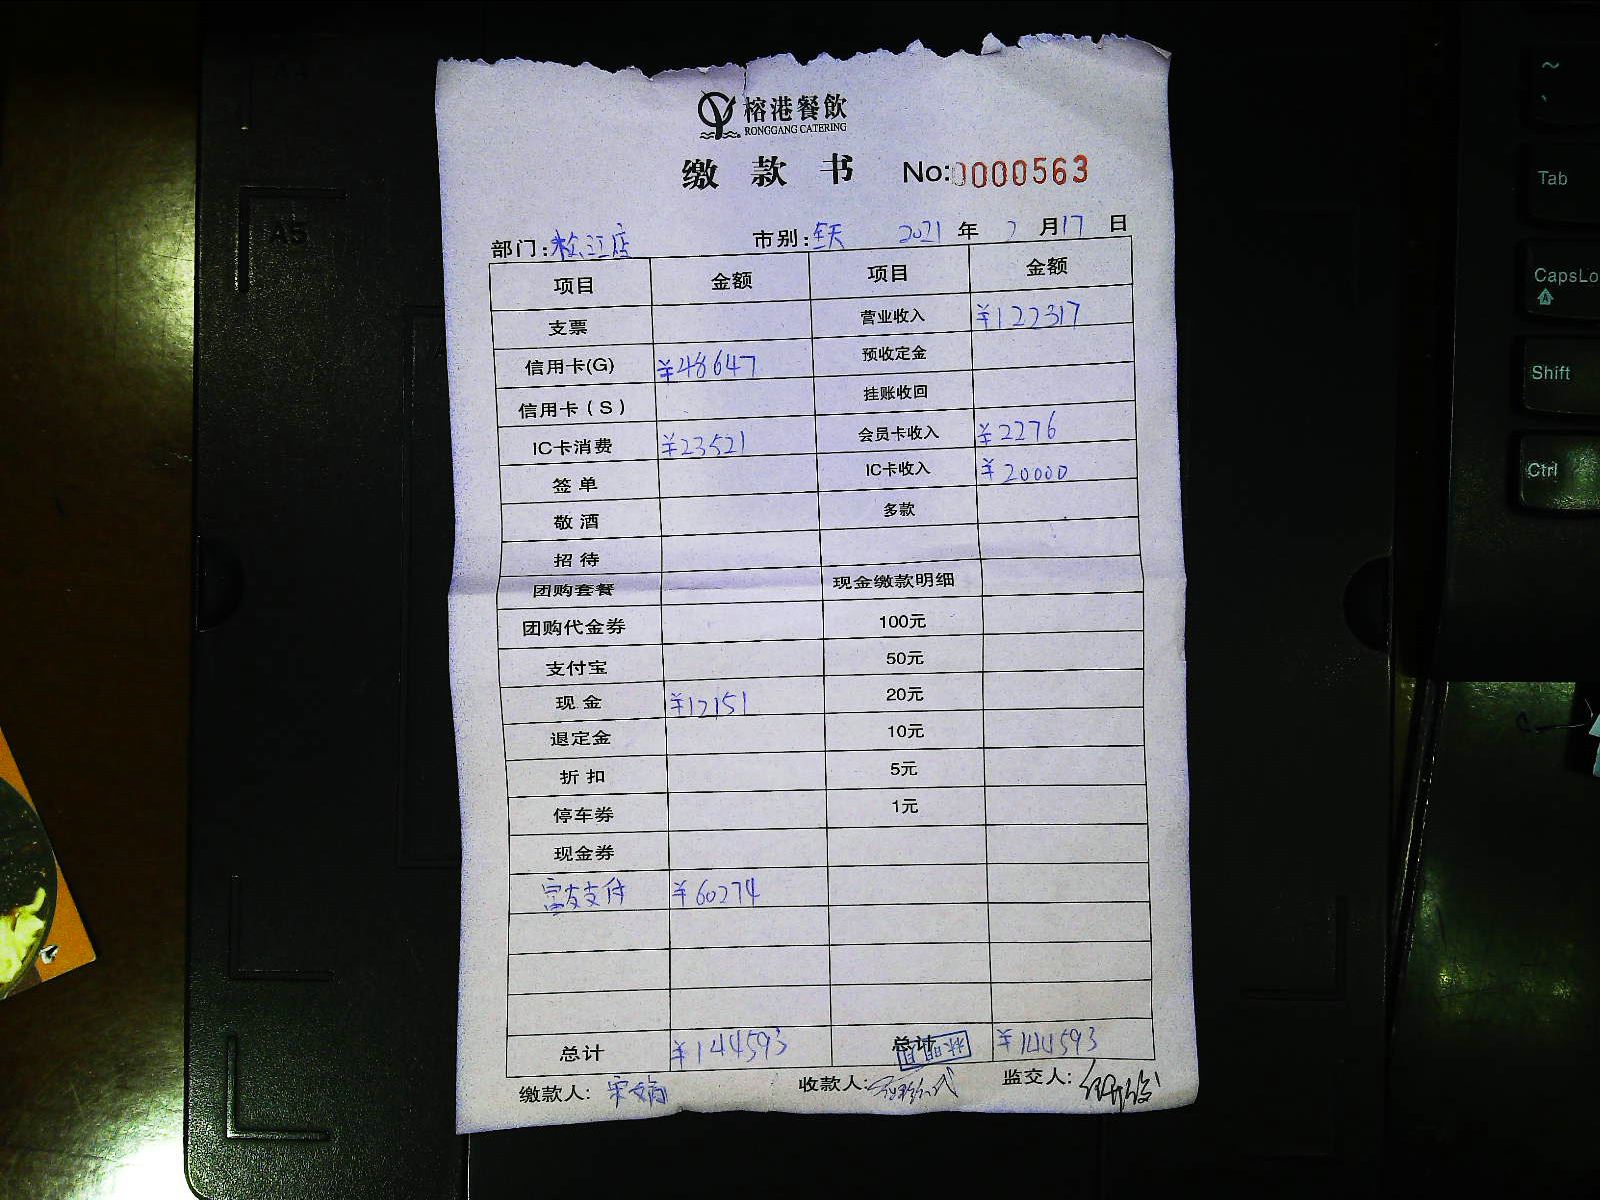 榕港餐飲
RONGGANG CATERING
缴款书 No:0000563
部门:松江店 市别:全天 2021年7月17日
项目 金额 项目 金额
支票 营业收入 ¥122317
信用卡(G) ¥48647 预收定金
信用卡(S) 挂账收回
IC卡消费 ¥23521 会员卡收入 ¥2276
签单 IC卡收入 ¥20000
敬酒 多款
招待
团购套餐 现金缴款明细
团购代金券 100元
支付宝 50元
现金 ¥12151 20元
退定金 10元
折扣 5元
停车券 1元
现金券
富友支付 ¥60274
总计 ¥144593 总计 ¥144593
缴款人: 收款人: 监交人:
A5
~
`
Tab
CapsLo
Shift
Ctrl